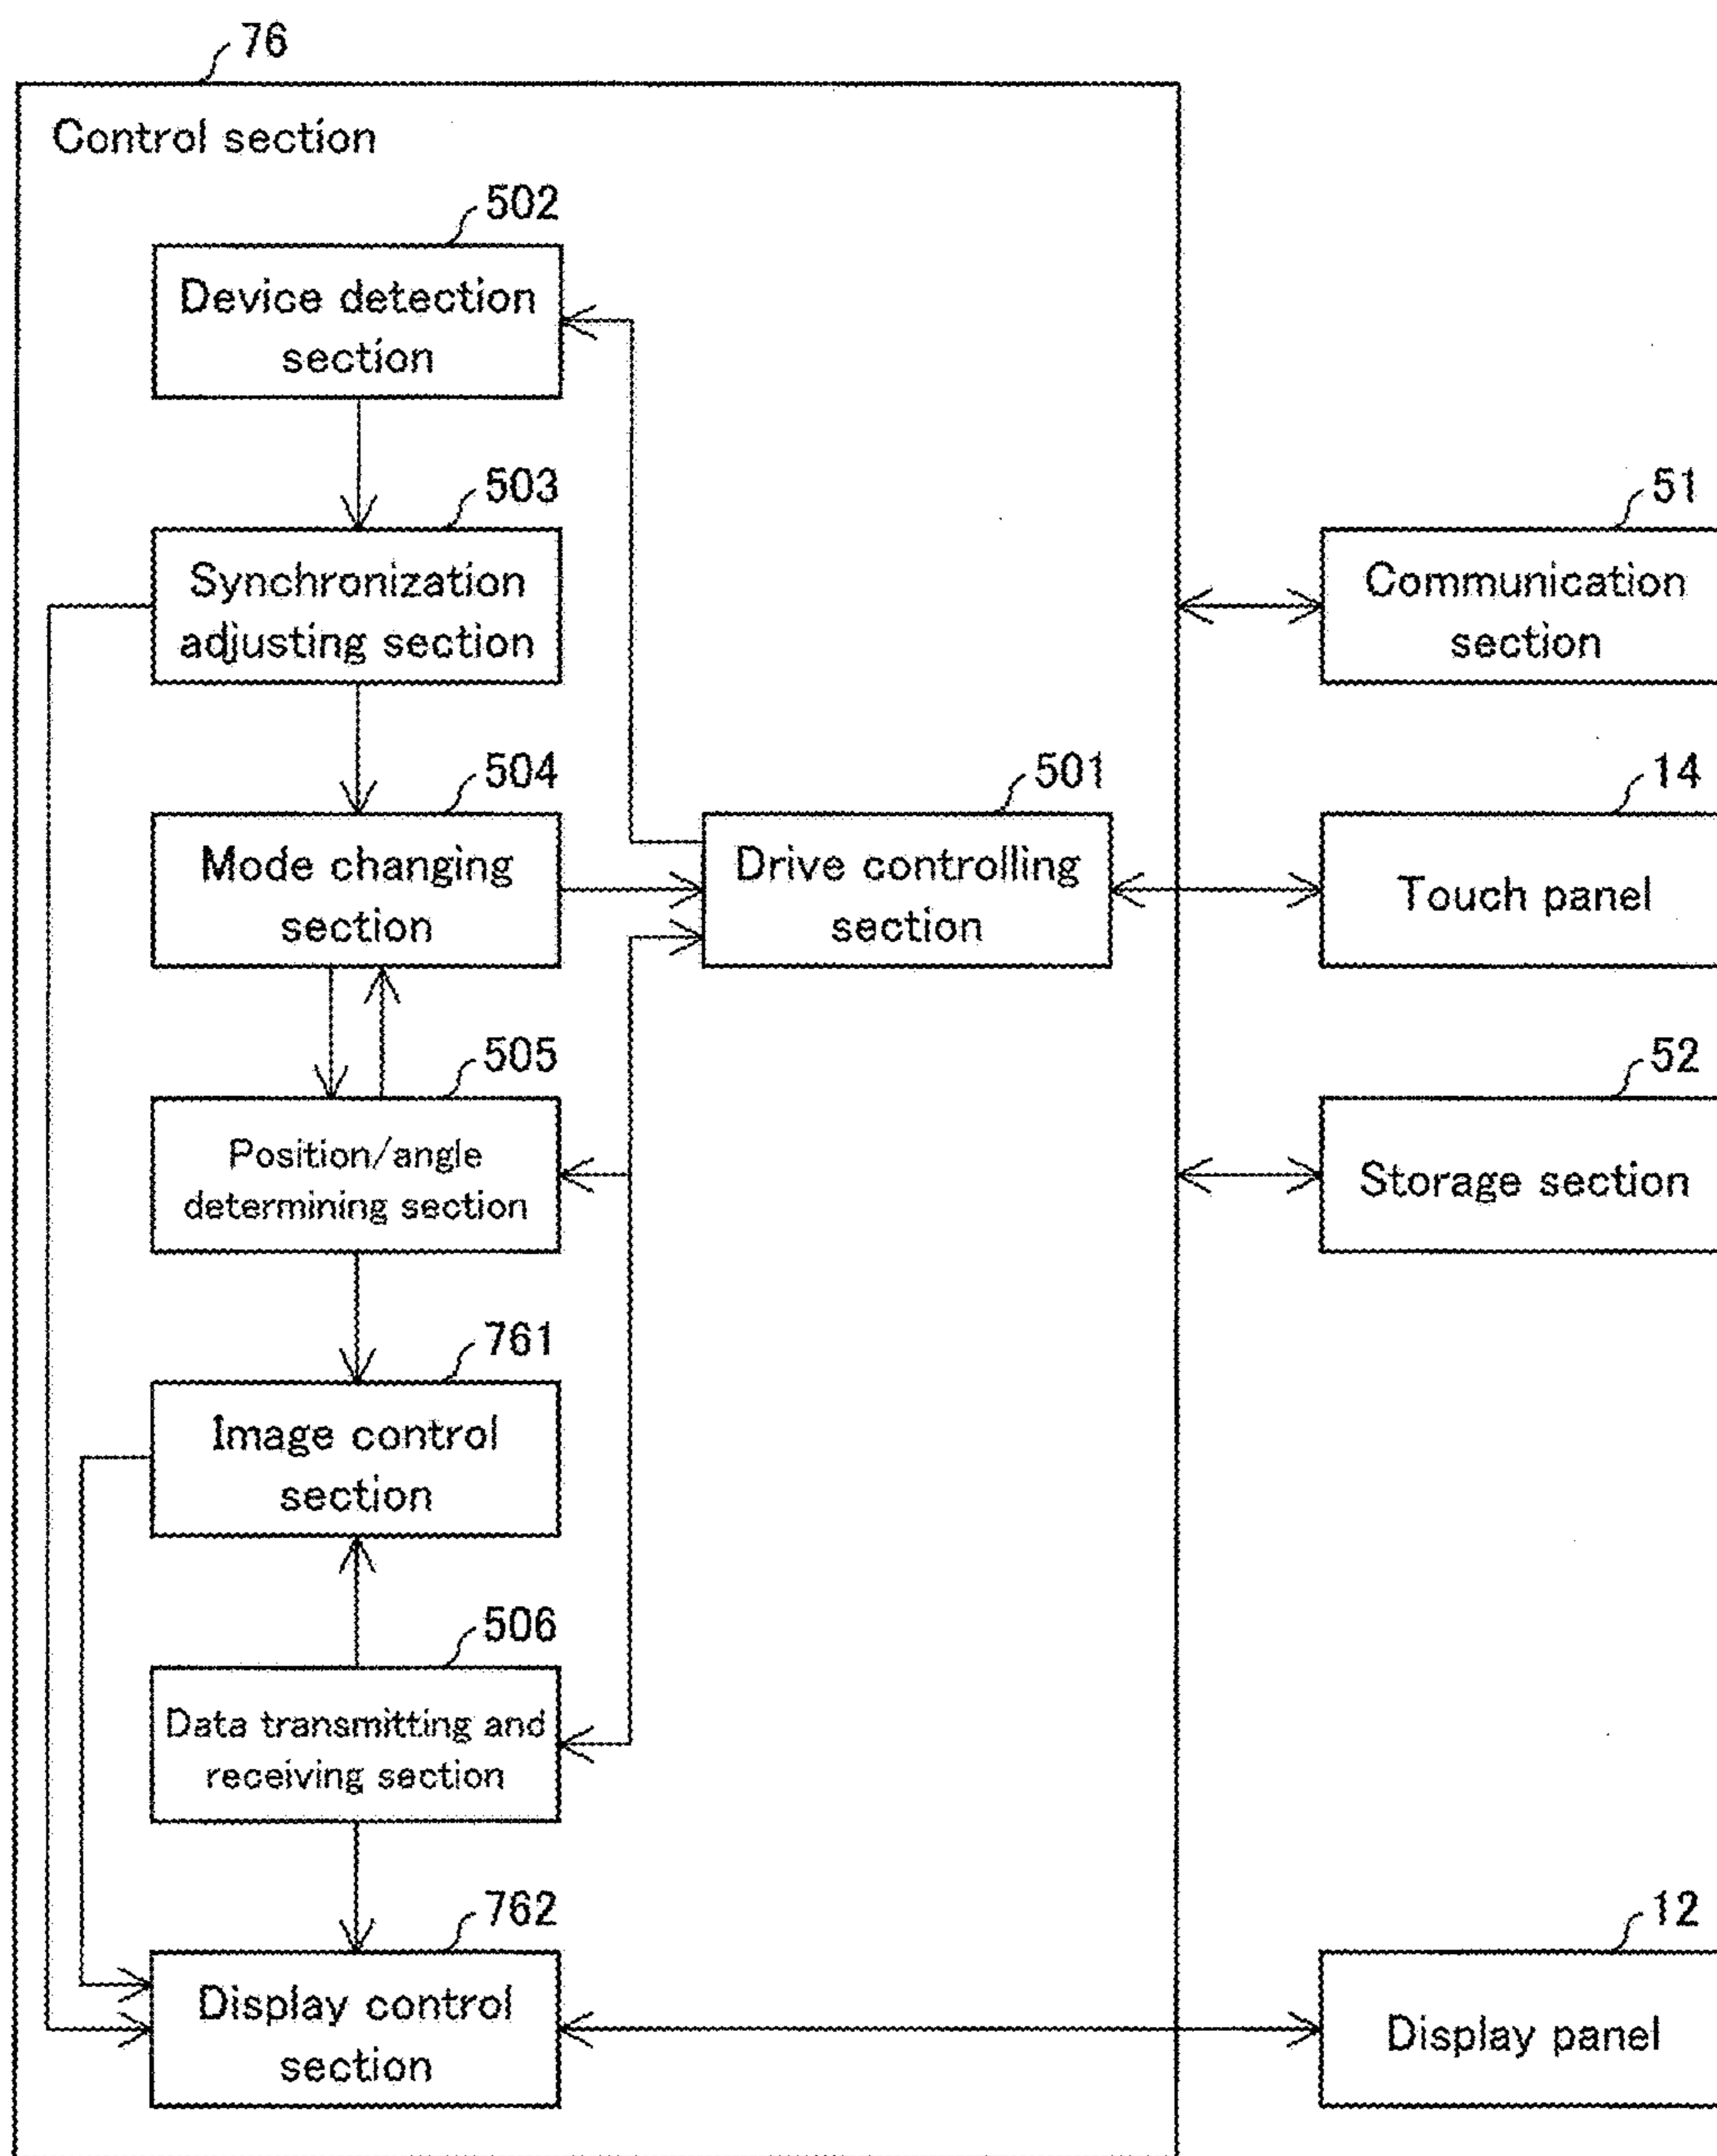 76
Control section
502
Device detection
section
503
Synchronization
adjusting section
51
Communication
section
504
Mode changing
section
501
Drive controlling
section
14
Touch panel
505
Position/angle
determining section
52
Storage section
761
Image control
section
506
Data transmitting and
receiving section
762
Display control
section
12
Display panel